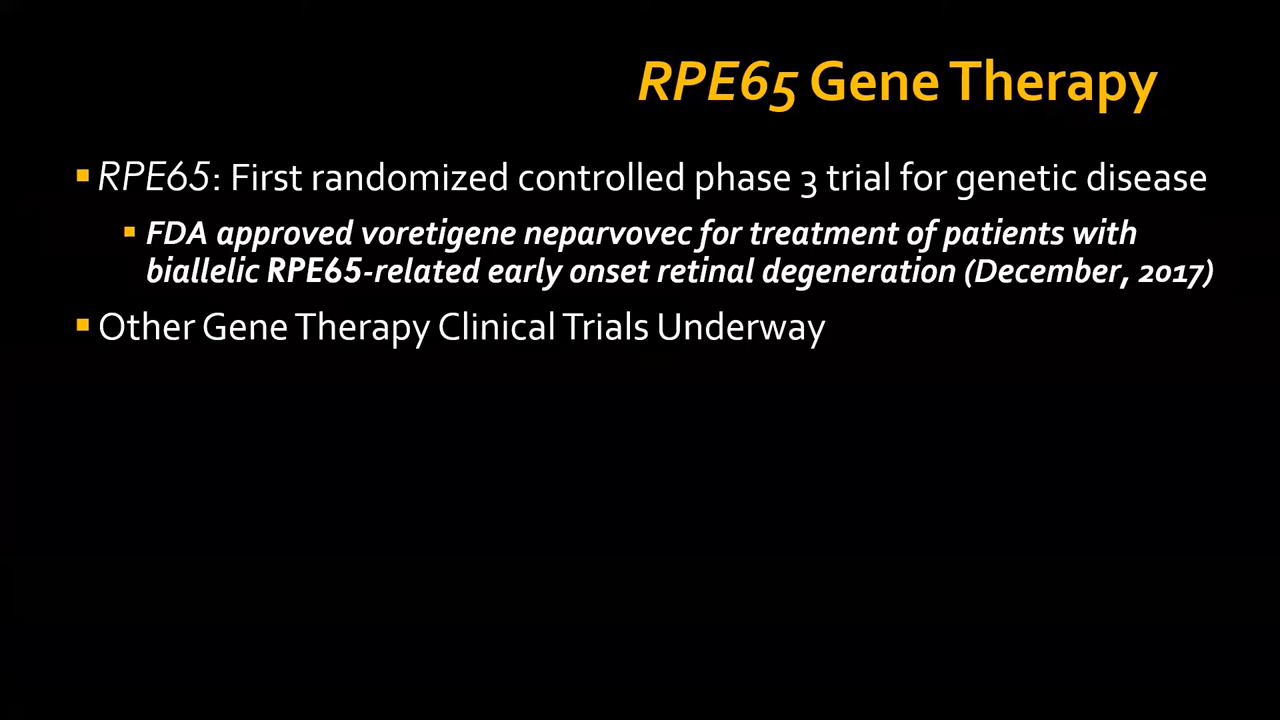 RPE65 Gene Therapy
▪ RPE65: First randomized controlled phase 3 trial for genetic disease
▪ FDA approved voretigene neparvovec for treatment of patients with
biallelic RPE65-related early onset retinal degeneration (December, 2017)
▪ Other Gene Therapy Clinical Trials Underway